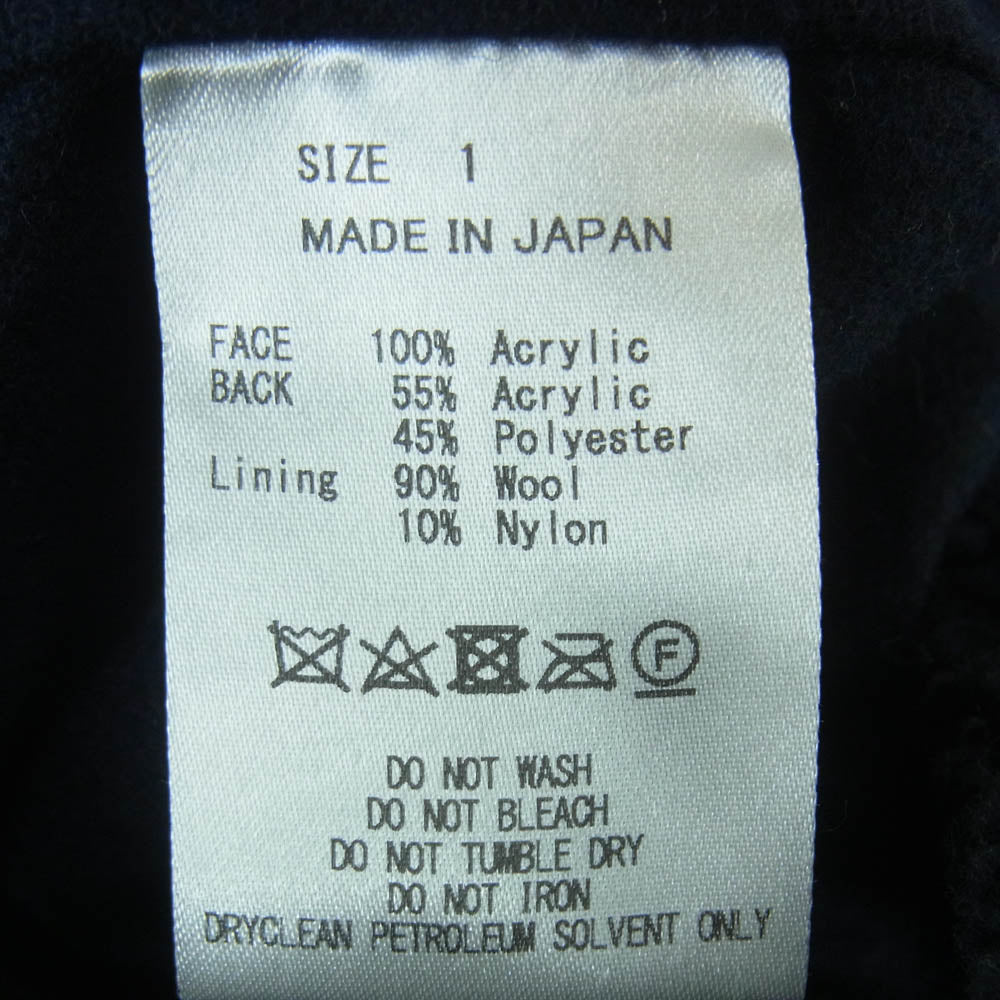 SIZE 1
MADE IN JAPAN
FACE 100% Acrylic
BACK 55% Acrylic
45% Polyester
Lining 90% Wool
10% Nylon
F
DO NOT WASH
DO NOT BLEACH
DO NOT TUMBLE DRY
DO NOT IRON
DRYCLEAN PETROLEUM SOLVENT ONLY